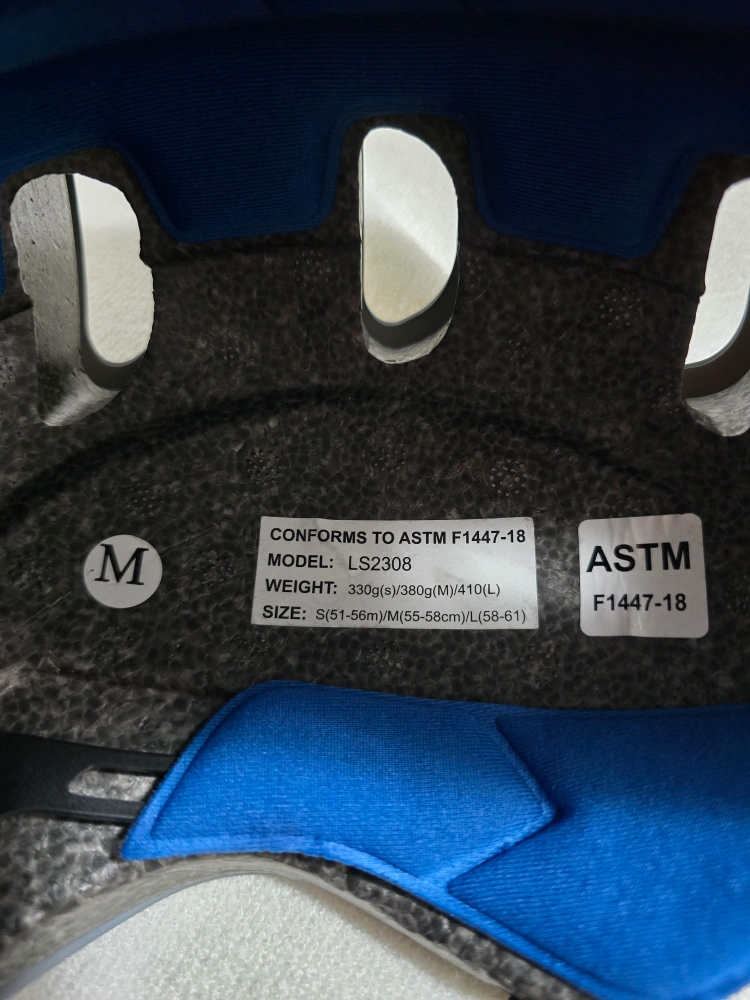 M
CONFORMS TO ASTM F1447-18
MODEL: LS2308
WEIGHT: 330g(s)/380g(M)/410(L)
SIZE: S(51-56m)/M(55-58cm)/L(58-61)
ASTM
F1447-18